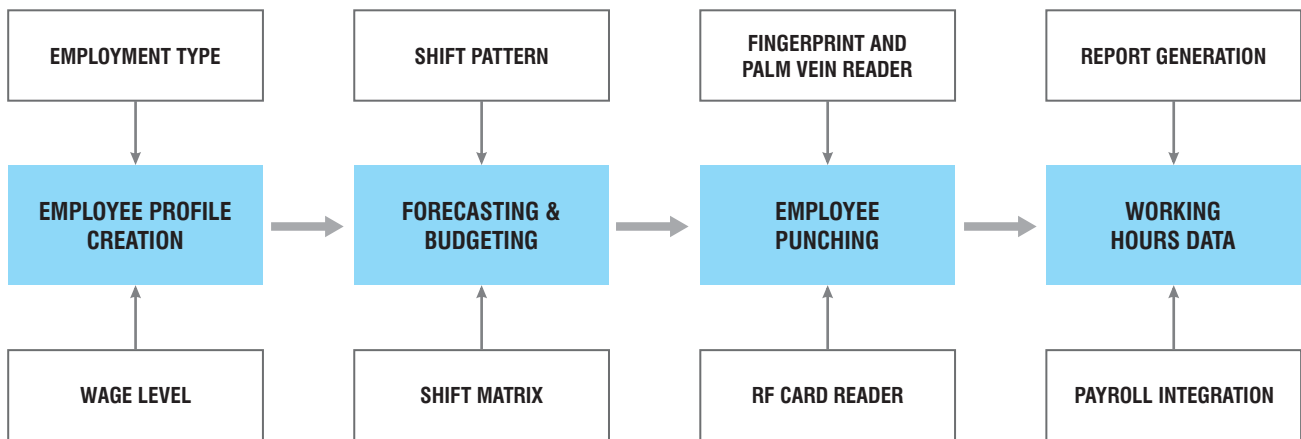 EMPLOYMENT TYPE
SHIFT PATTERN
FINGERPRINT AND
PALM VEIN READER
REPORT GENERATION
EMPLOYEE PROFILE
CREATION
FORECASTING &
BUDGETING
EMPLOYEE
PUNCHING
WORKING
HOURS DATA
WAGE LEVEL
SHIFT MATRIX
RF CARD READER
PAYROLL INTEGRATION